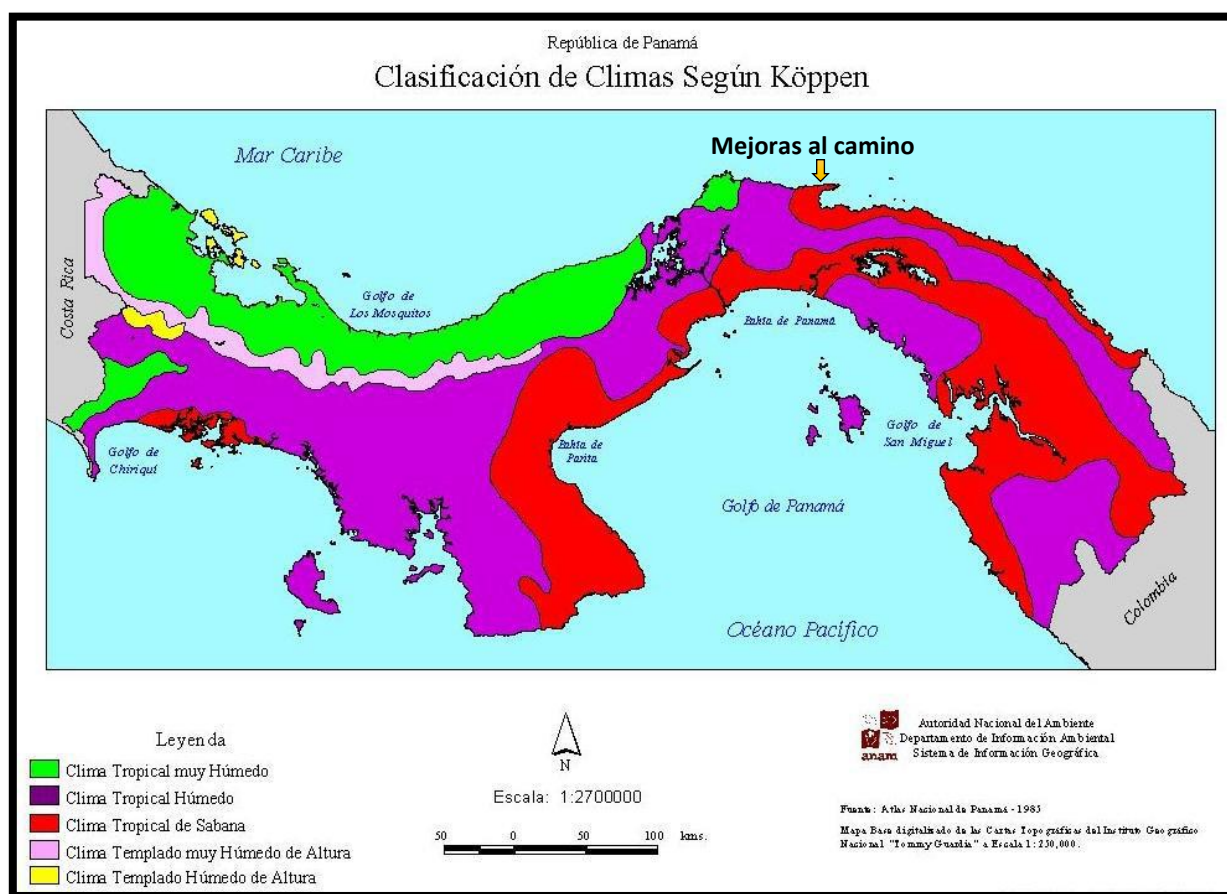 República de Panamá
Clasificación de Climas Según Köppen
Mar Caribe
Mejoras al camino
Costa Rica
Golfo de
Los Mosquitos
Bahia de Panamá
Golfo de
Chiriquí
Bahia de
Parita
Golfo de
San Miguel
Golfo de Panamá
Océano Pacífico
Colombia
Leyenda
Clima Tropical muy Húmedo
Clima Tropical Húmedo
Clima Tropical de Sabana
Clima Templado muy Húmedo de Altura
Clima Templado Húmedo de Altura
N
Escala: 1:2700000
50 0 50 100 kms.
anam
Autoridad Nacional del Ambiente
Departamento de Información Ambiental
Sistema de Información Geográfica
Fuente: Atlas Nacional de Panamá - 1985
Mapa Base digitalizado de las Cartas Topográficas del Instituto Geográfico
Nacional "Tommy Guardia" a Escala 1: 250,000.